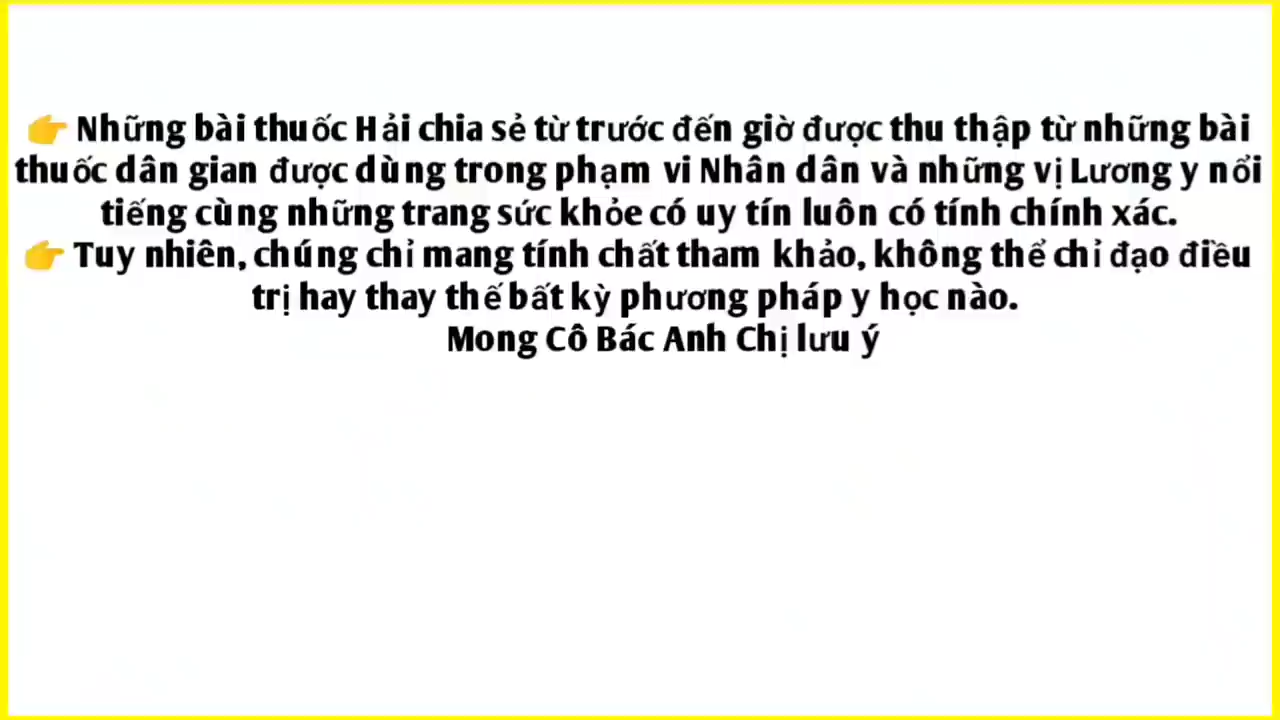 👉 Những bài thuốc Hải chia sẻ từ trước đến giờ được thu thập từ những bài
thuốc dân gian được dùng trong phạm vi Nhân dân và những vị Lương y nổi
tiếng cùng những trang sức khỏe có uy tín luôn có tính chính xác.
👉 Tuy nhiên, chúng chỉ mang tính chất tham khảo, không thể chỉ đạo điều
trị hay thay thế bất kỳ phương pháp y học nào.
Mong Cô Bác Anh Chị lưu ý